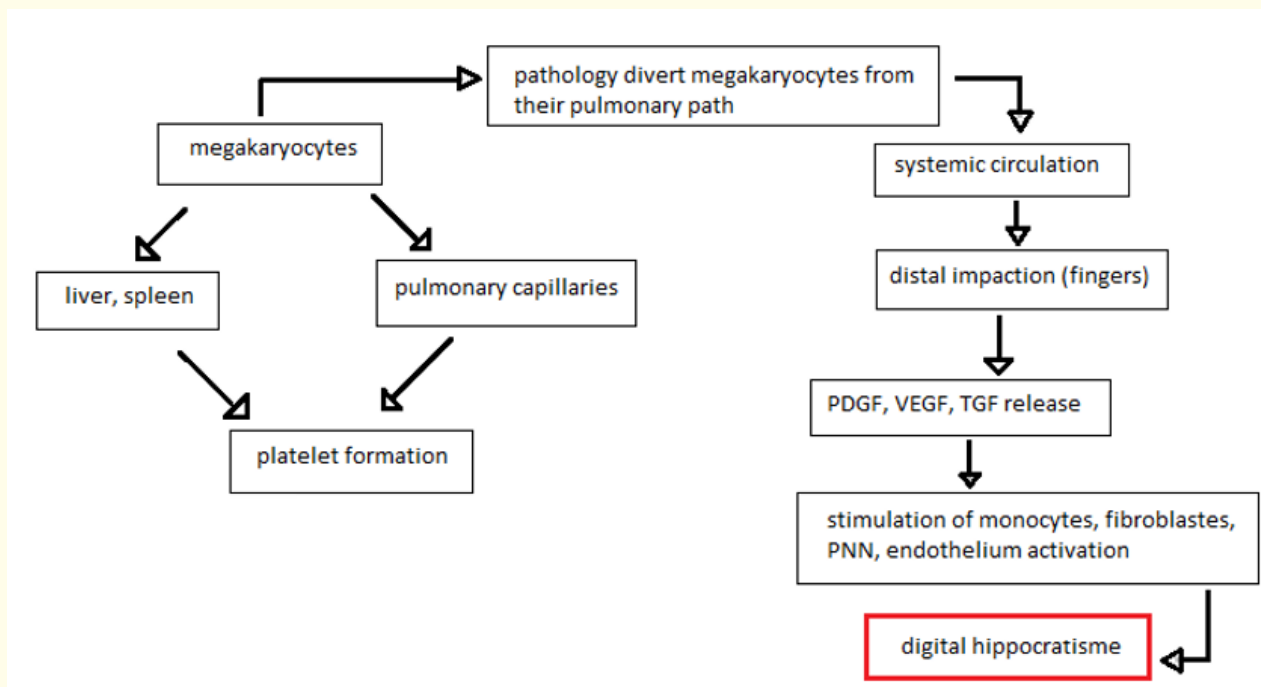 pathology divert megakaryocytes from
their pulmonary path
megakaryocytes
systemic circulation
liver, spleen
pulmonary capillaries
distal impaction (fingers)
PDGF, VEGF, TGF release
platelet formation
stimulation of monocytes, fibroblastes,
PNN, endothelium activation
digital hippocratisme